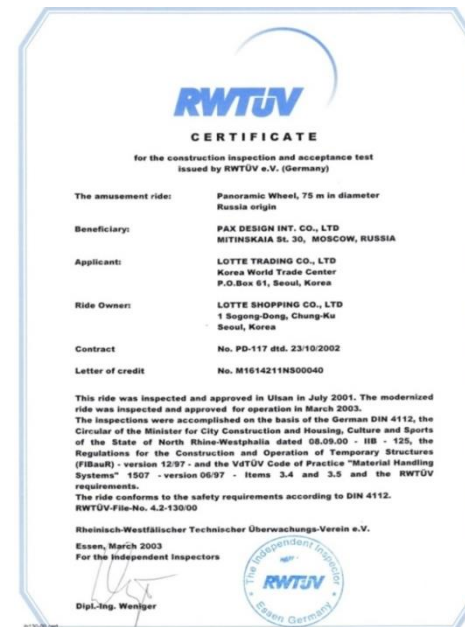 RWTÜV
CERTIFICATE
for the construction inspection and acceptance test
issued by RWTÜV e.V. (Germany)
The amusement ride: Panoramic Wheel, 75 m in diameter
Russia origin
Beneficiary: PAX DESIGN INT. CO., LTD
MITINSKAIA St. 30, MOSCOW, RUSSIA
Applicant: LOTTE TRADING CO., LTD
Korea World Trade Center
P.O.Box 61, Seoul, Korea
Ride Owner: LOTTE SHOPPING CO., LTD
1 Sogong-Dong, Chung-Ku
Seoul, Korea
Contract No. PD-117 dtd. 23/10/2002
Letter of credit No. M1614211NS00040
This ride was inspected and approved in Ulsan in July 2001. The modernized
ride was inspected and approved for operation in March 2003.
The inspections were accomplished on the basis of the German DIN 4112, the
Circular of the Minister for City Construction and Housing, Culture and Sports
of the State of North Rhine-Westphalia dated 08.09.00 - IIB - 125, the
Regulations for the Construction and Operation of Temporary Structures
(FlBauR) - version 12/97 - and the VdTÜV Code of Practice "Material Handling
Systems" 1507 - version 06/97 - Items 3.4 and 3.5 and the RWTÜV
requirements.
The ride conforms to the safety requirements according to DIN 4112.
RWTÜV-File-No. 4.2-130/00
Rheinisch-Westfälischer Technischer Überwachungs-Verein e.V.
Essen, March 2003
For the Independent Inspectors
Dipl.-Ing. Weniger
The Independent Inspector
RWTÜV
Essen Germany